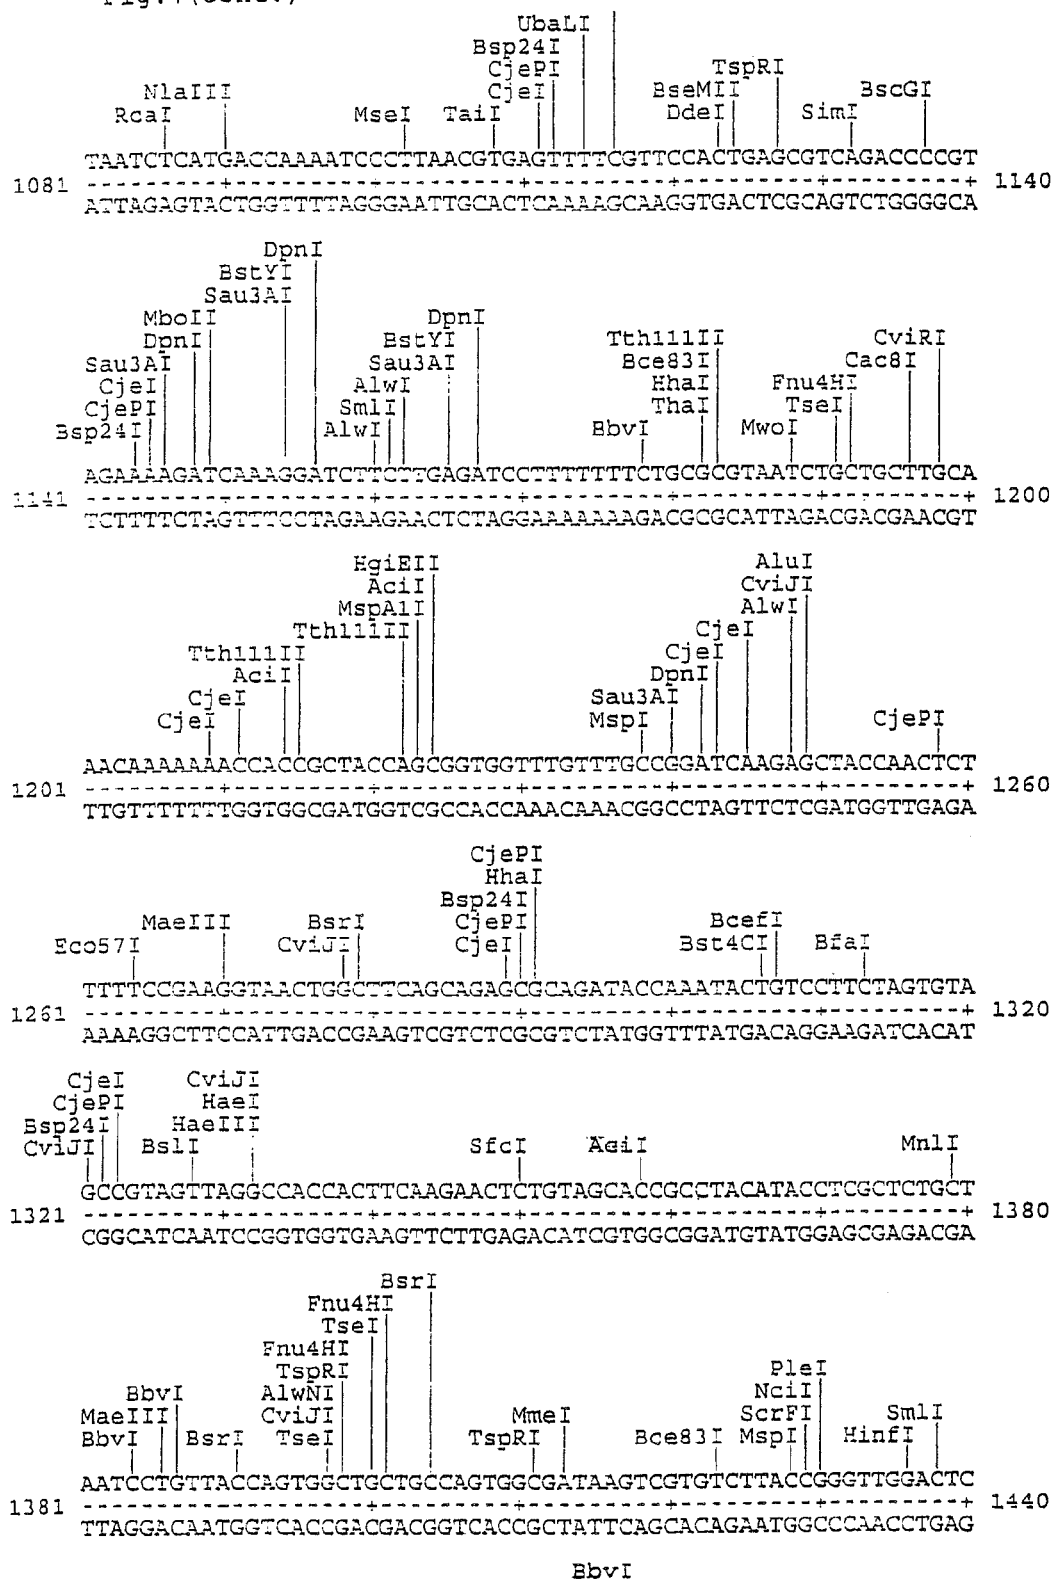 Fig. (Cont.)
UbaLI
Bsp24I
CjePI TspRI
NlaIII CjeI BseMII BscGI
RcaI MseI TaiI DdeI SimI
TAATCTCATGACCAAAATCCCTTAACGTGAGTTTTCGTTCCACTGAGCGTCAGACCCCGT
1081 ---------+---------+---------+---------+---------+---------+ 1140
ATTAGAGTACTGGTTTTAGGGAATTGCACTCAAAAGCAAGGTGACTCGCAGTCTGGGGCA
DpnI
BstYI
Sau3AI
MboII DpnI
DpnI BstYI Tth111II CviRI
Sau3AI Sau3AI Bce83I Cac8I
CjeI AlwI HhaI Fnu4HI
CjePI SmlI ThaI TseI
Bsp24I AlwI BbvI MwoI
AGAAAAGATCAAAGGATCTTCTTGAGATCCTTTTTTTCTGCGCGTAATCTGCTGCTTGCA
1141 ---------+---------+---------+---------+---------+---------+ 1200
TCTTTTCTAGTTTCCTAGAAGAACTCTAGGAAAAAAAGACGCGCATTAGACGACGAACGT
HgiEII AluI
AciI CviJI
MspA1I AlwI
Tth111II CjeI
Tth111II CjeI
AciI DpnI
CjeI Sau3AI
CjeI MspI CjePI
AACAAAAAAACCACCGCTACCAGCGGTGGTTTGTTTGCCGGATCAAGAGCTACCAACTCT
1201 ---------+---------+---------+---------+---------+---------+ 1260
TTGTTTTTTTGGTGGCGATGGTCGCCACCAAACAAACGGCCTAGTTCTCGATGGTTGAGA
CjePI
HhaI
Bsp24I
MaeIII BsrI CjePI BcefI
Eco57I CviJI CjeI Bst4CI BfaI
TTTTCCGAAGGTAACTGGCTTCAGCAGAGCGCAGATACCAAATACTGTCCTTCTAGTGTA
1261 ---------+---------+---------+---------+---------+---------+ 1320
AAAAGGCTTCCATTGACCGAAGTCGTCTCGCGTCTATGGTTTATGACAGGAAGATCACAT
CjeI CviJI
CjePI HaeI
Bsp24I HaeIII
CviJI BslI SfcI AciI MnlI
GCCGTAGTTAGGCCACCACTTCAAGAACTCTGTAGCACCGCCTACATACCTCGCTCTGCT
1321 ---------+---------+---------+---------+---------+---------+ 1380
CGGCATCAATCCGGTGGTGAAGTTCTTGAGACATCGTGGCGGATGTATGGAGCGAGACGA
BsrI
Fnu4HI
TseI
Fnu4HI
TspRI PleI
BbvI AlwNI NciI
MaeIII CviJI MmeI ScrFI SmlI
BbvI BsrI TseI TspRI Bce83I MspI HinfI
AATCCTGTTACCAGTGGCTGCTGCCAGTGGCGATAAGTCGTGTCTTACCGGGTTGGACTC
1381 ---------+---------+---------+---------+---------+---------+ 1440
TTAGGACAATGGTCACCGACGACGGTCACCGCTATTCAGCACAGAATGGCCCAACCTGAG
BbvI